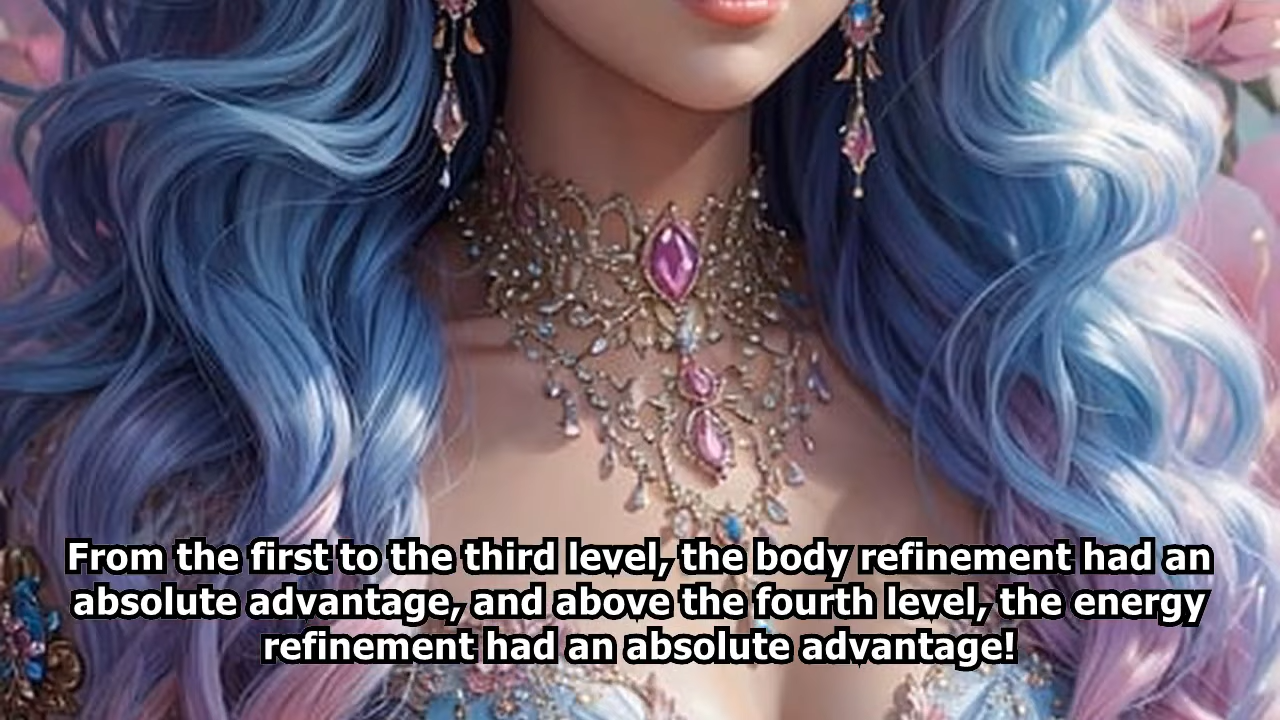 From the first to the third level, the body refinement had an
absolute advantage, and above the fourth level, the energy
refinement had an absolute advantage!